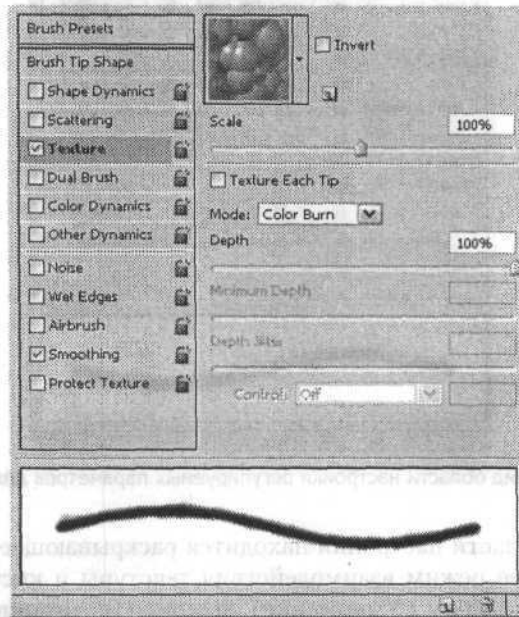 Brush Presets
Brush Tip Shape
Shape Dynamics
Scattering
Texture
Dual Brush
Color Dynamics
Other Dynamics
Noise
Wet Edges
Airbrush
Smoothing
Protect Texture
Invert
Scale 100%
Texture Each Tip
Mode: Color Burn
Depth 100%
Minimum Depth
Depth Jitter
Control: Off